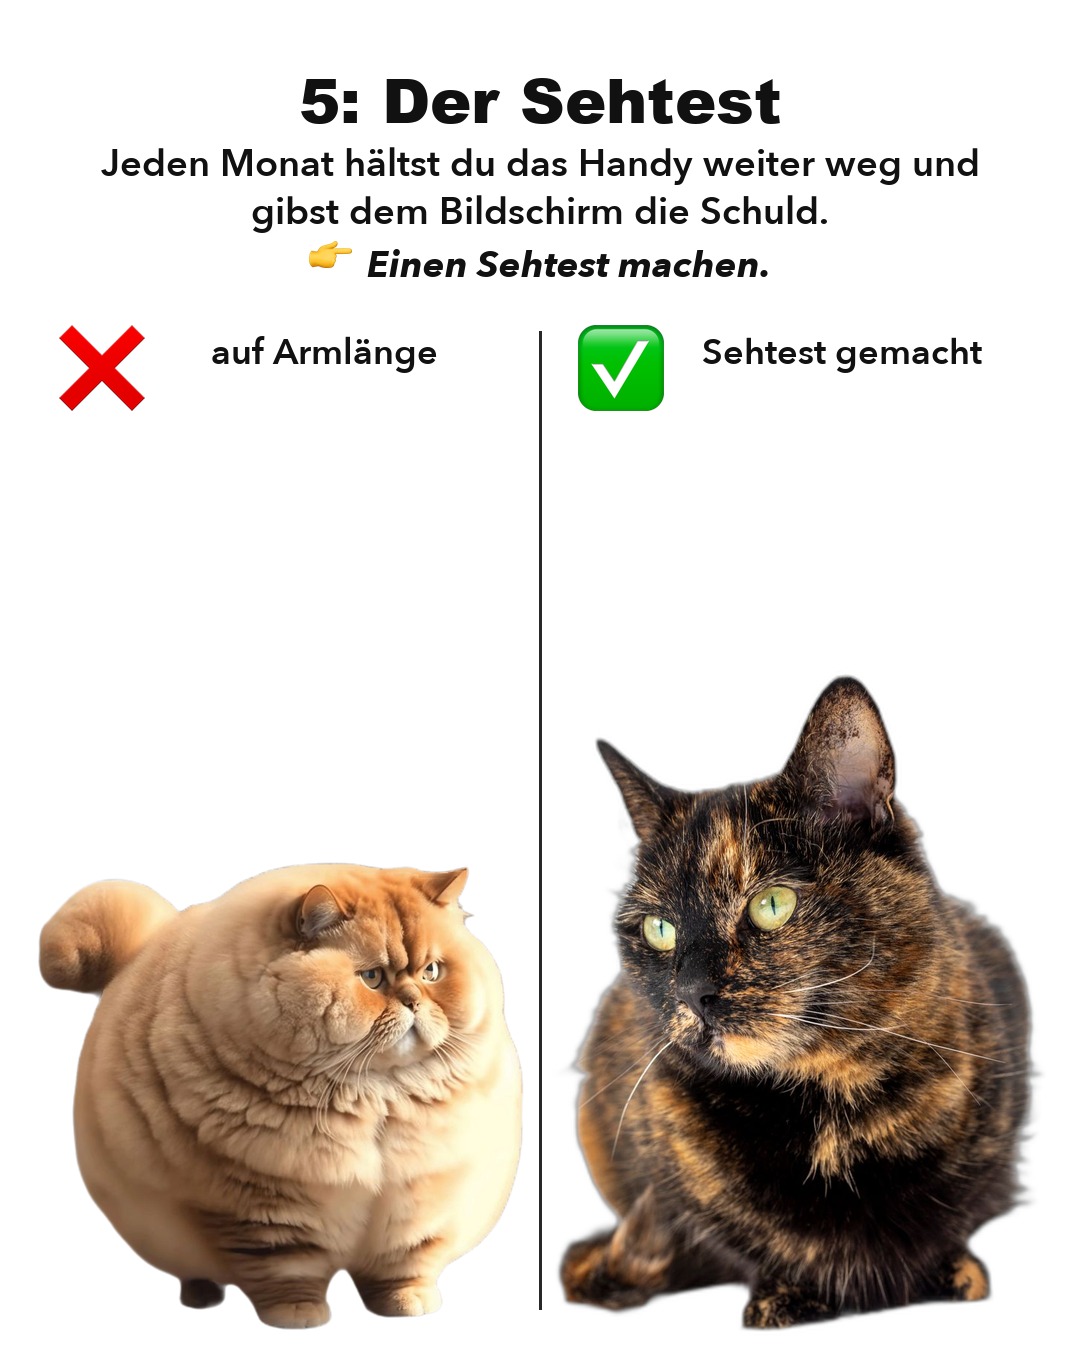 5: Der Sehtest
Jeden Monat hältst du das Handy weiter weg und
gibst dem Bildschirm die Schuld.
👉 Einen Sehtest machen.
❌ auf Armlänge
✅ Sehtest gemacht